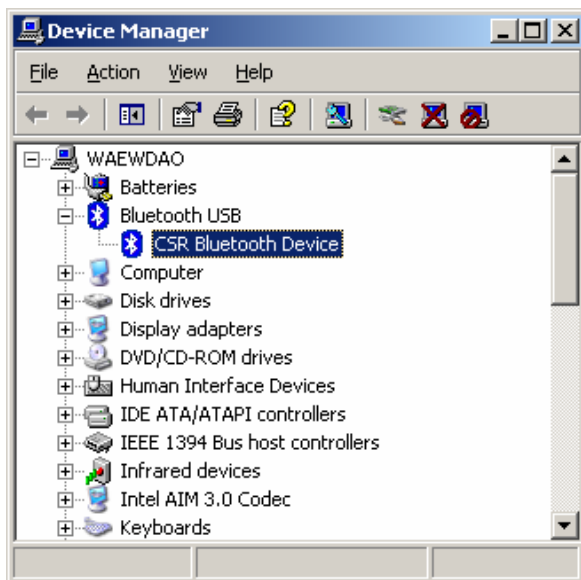 Device Manager
File Action View Help
WAEWDAO
Batteries
Bluetooth USB
CSR Bluetooth Device
Computer
Disk drives
Display adapters
DVD/CD-ROM drives
Human Interface Devices
IDE ATA/ATAPI controllers
IEEE 1394 Bus host controllers
Infrared devices
Intel AIM 3.0 Codec
Keyboards